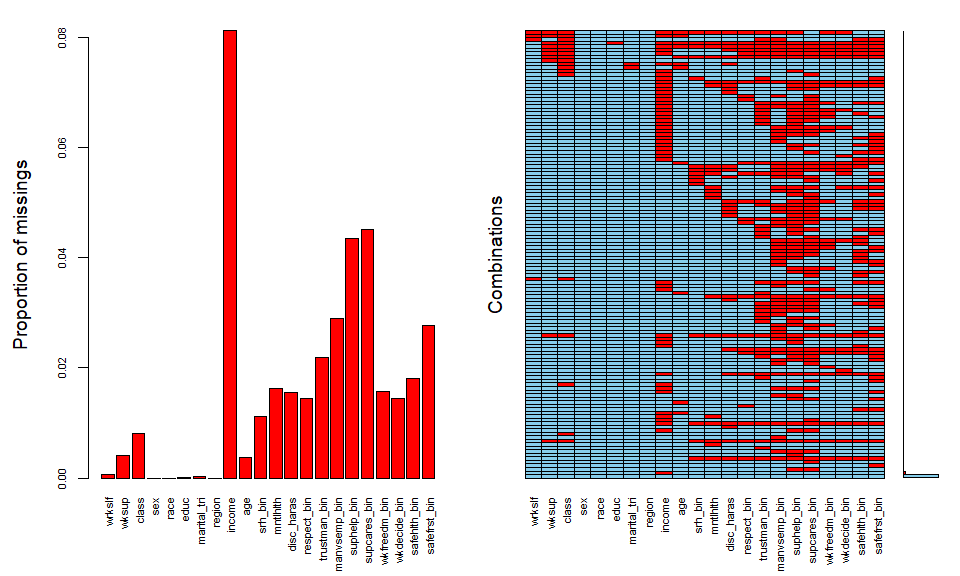 Proportion of missings
0.08
0.06
0.04
0.02
0.00
wrkslf
wksup
class
sex
race
educ
marital_tri
region
income
age
srh_bin
mntlhlth
disc_haras
respect_bin
trustman_bin
manvsemp_bin
suphelp_bin
supcares_bin
wkfreedm_bin
wkdecide_bin
safehlth_bin
safefrst_bin
Combinations
wrkslf
wksup
class
sex
race
educ
marital_tri
region
income
age
srh_bin
mntlhlth
disc_haras
respect_bin
trustman_bin
manvsemp_bin
suphelp_bin
supcares_bin
wkfreedm_bin
wkdecide_bin
safehlth_bin
safefrst_bin